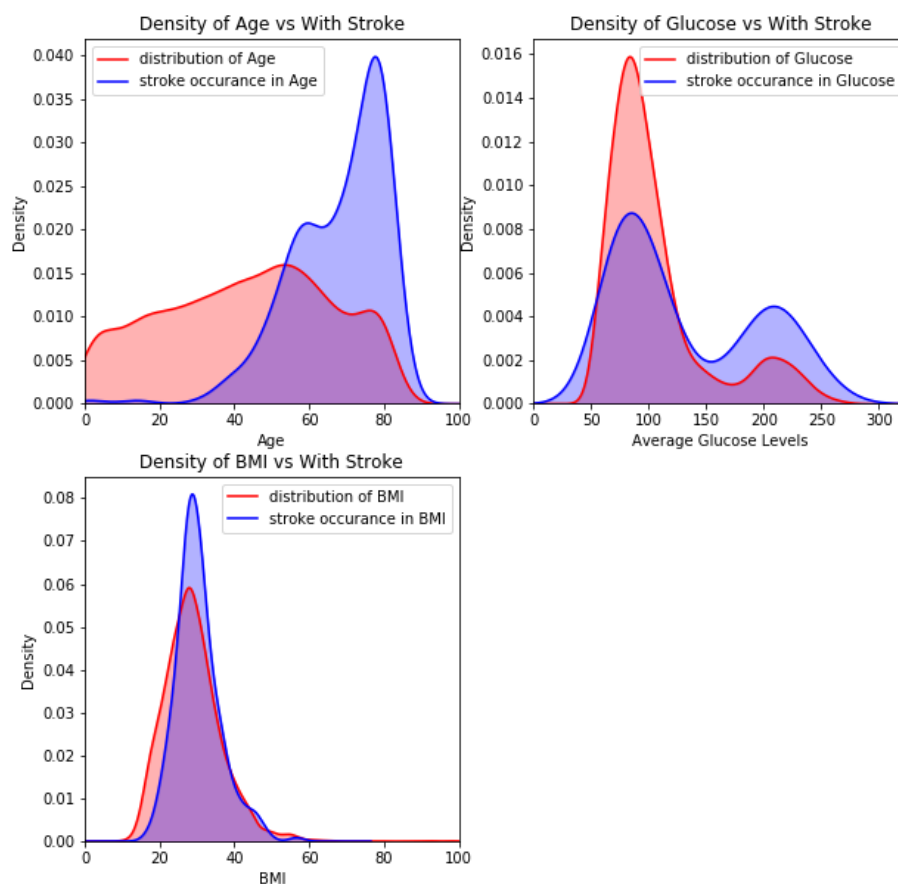 Density of Age vs With Stroke
distribution of Age
stroke occurance in Age
0.040
0.035
0.030
0.025
0.020
0.015
0.010
0.005
0.000
Density
0 20 40 60 80 100
Age
Density of Glucose vs With Stroke
distribution of Glucose
stroke occurance in Glucose
0.016
0.014
0.012
0.010
0.008
0.006
0.004
0.002
0.000
Density
0 50 100 150 200 250 300
Average Glucose Levels
Density of BMI vs With Stroke
distribution of BMI
stroke occurance in BMI
0.08
0.07
0.06
0.05
0.04
0.03
0.02
0.01
0.00
Density
0 20 40 60 80 100
BMI